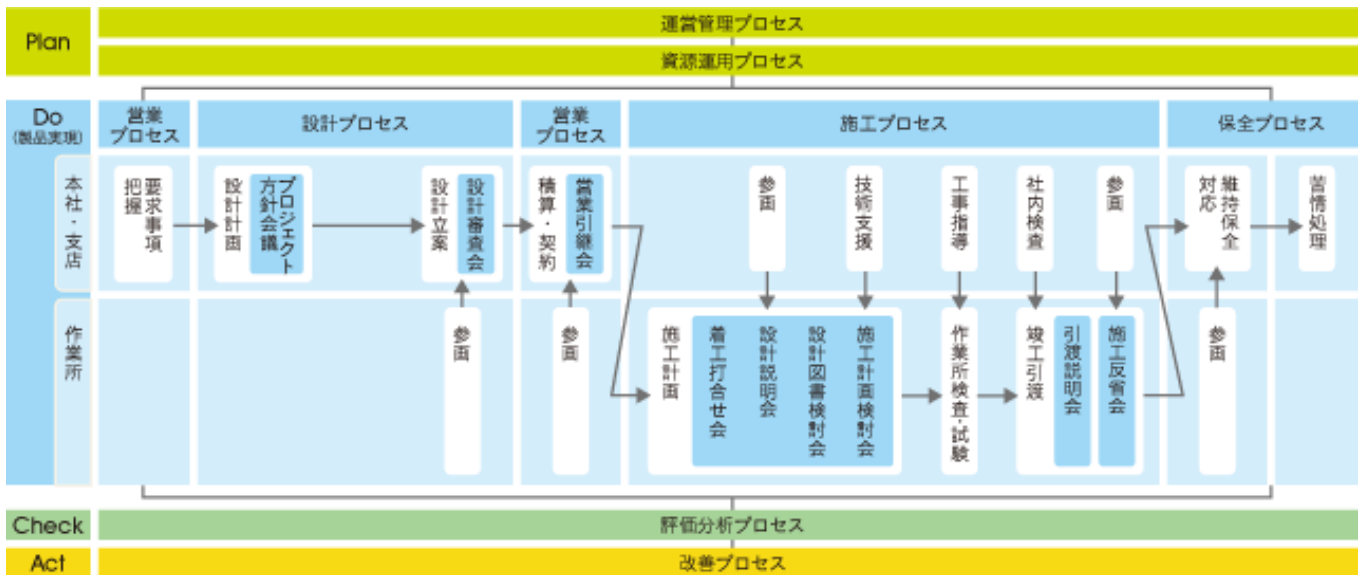 Plan
運営管理プロセス
資源運用プロセス
Do
(製品実現)
営業
プロセス
設計プロセス
営業
プロセス
施工プロセス
保全プロセス
本社・支店
要求事項
把握
設計計画
プロジェクト
方針会議
設計立案
設計審査会
積算・契約
営業引継会
参画
技術支援
工事指導
社内検査
参画
維持保全
対応
苦情処理
作業所
参画
参画
施工計画
着工打合せ会
設計説明会
設計図書検討会
施工計画検討会
作業所検査・試験
竣工引渡
引渡説明会
施工反省会
参画
Check
評価分析プロセス
Act
改善プロセス